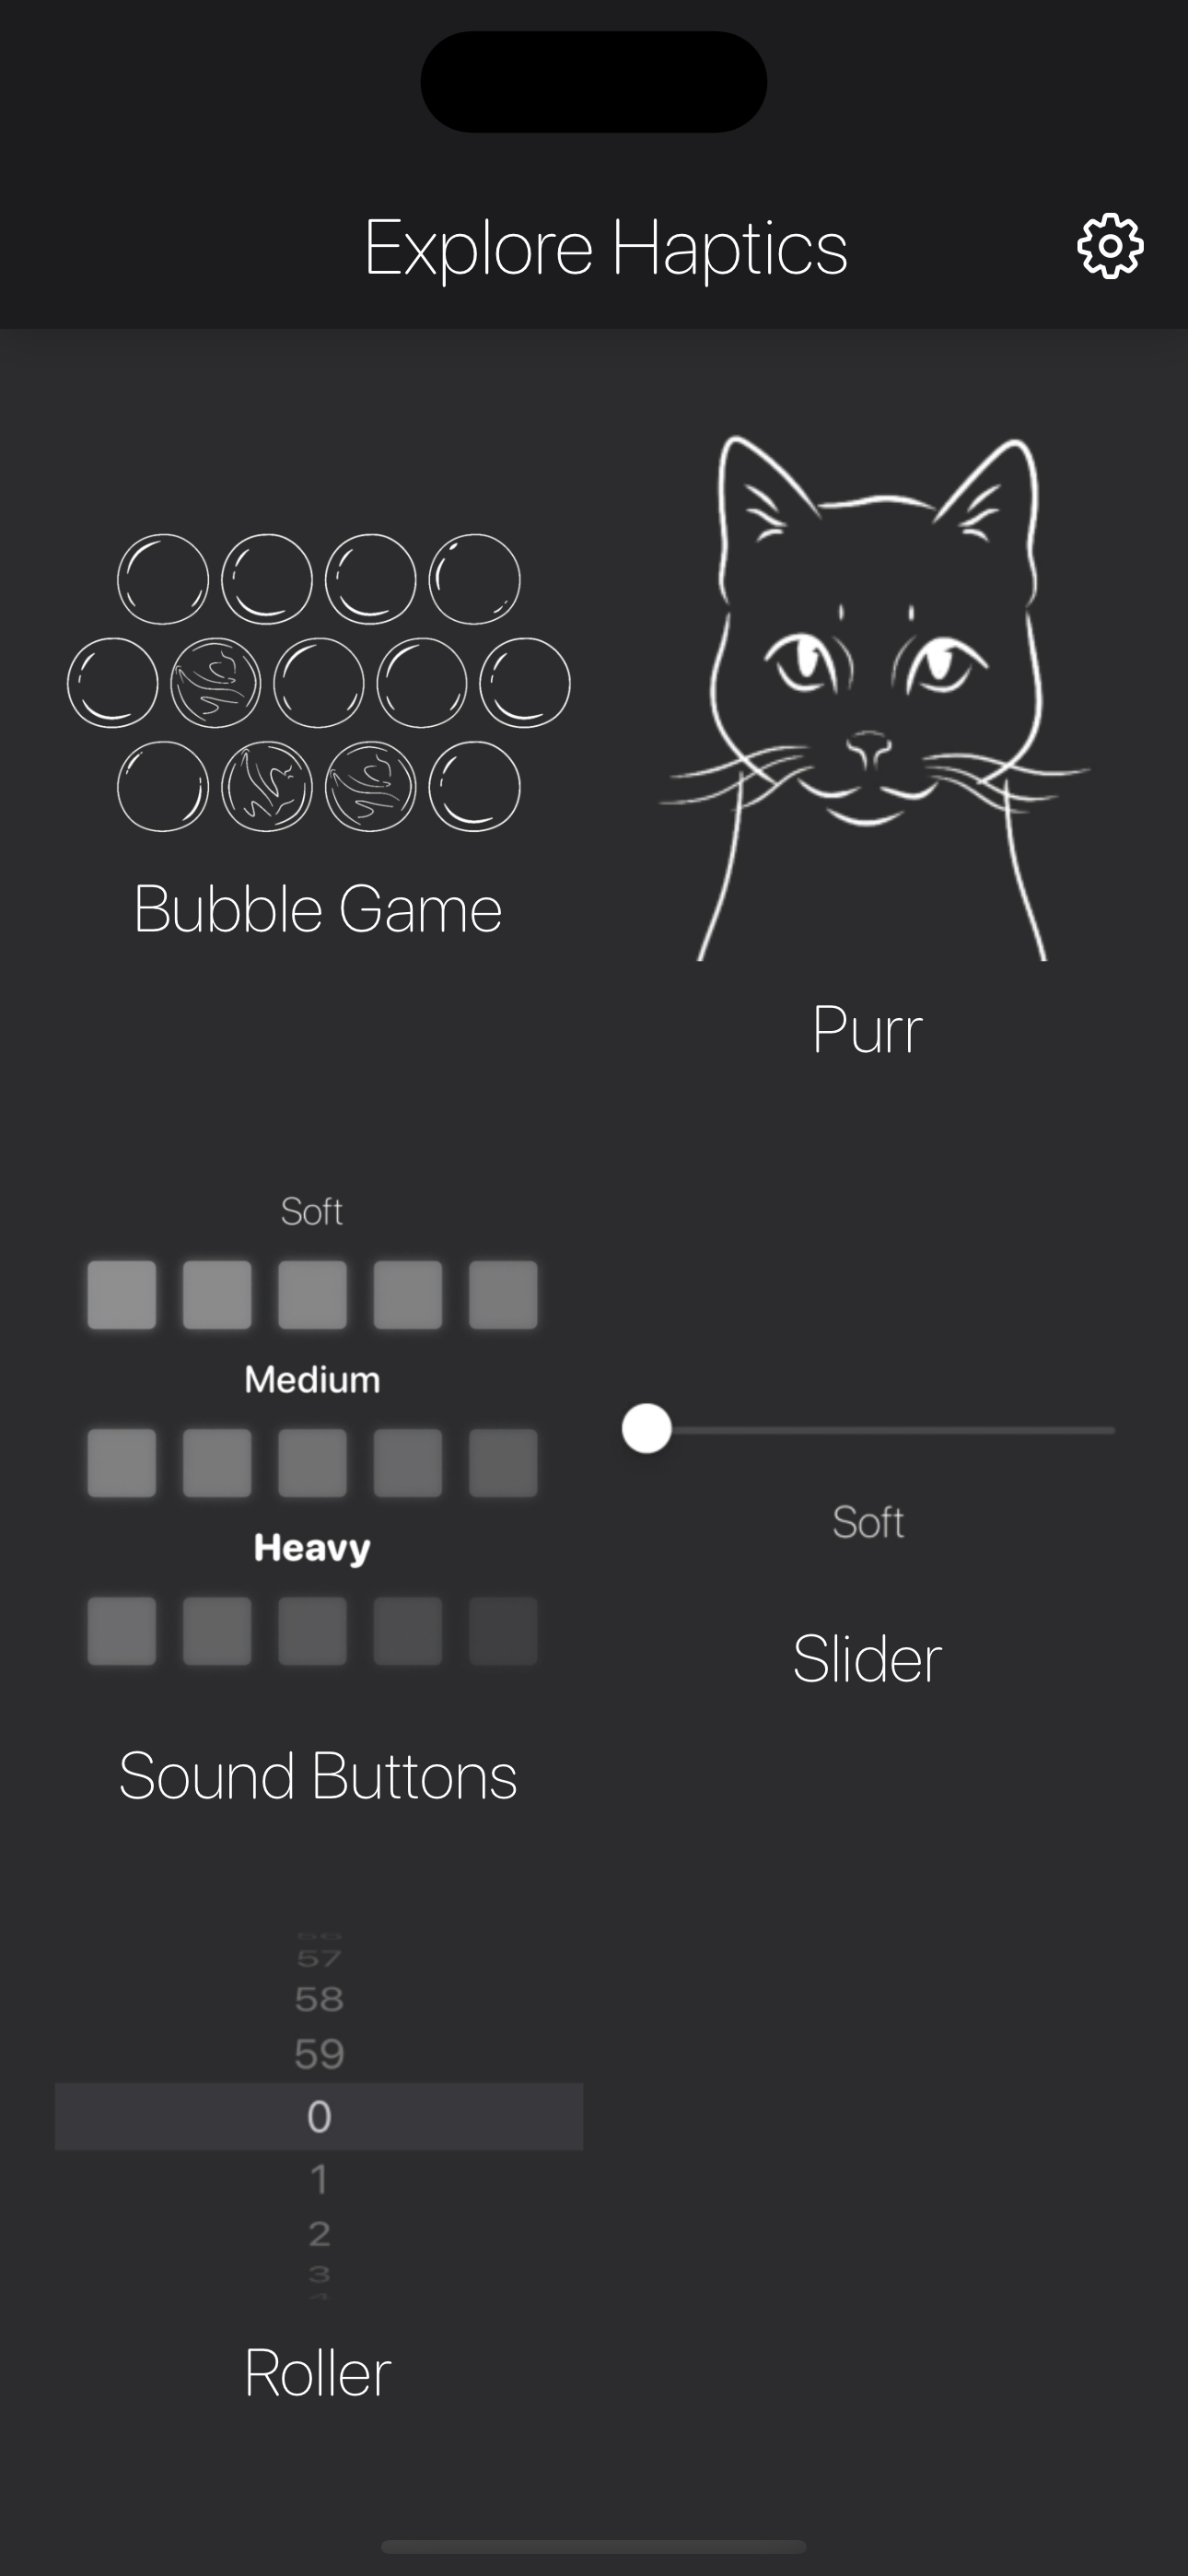 Explore Haptics
Bubble Game
Purr
Soft
Medium
Heavy
Sound Buttons
Soft
Slider
57
58
59
0
1
2
3
Roller